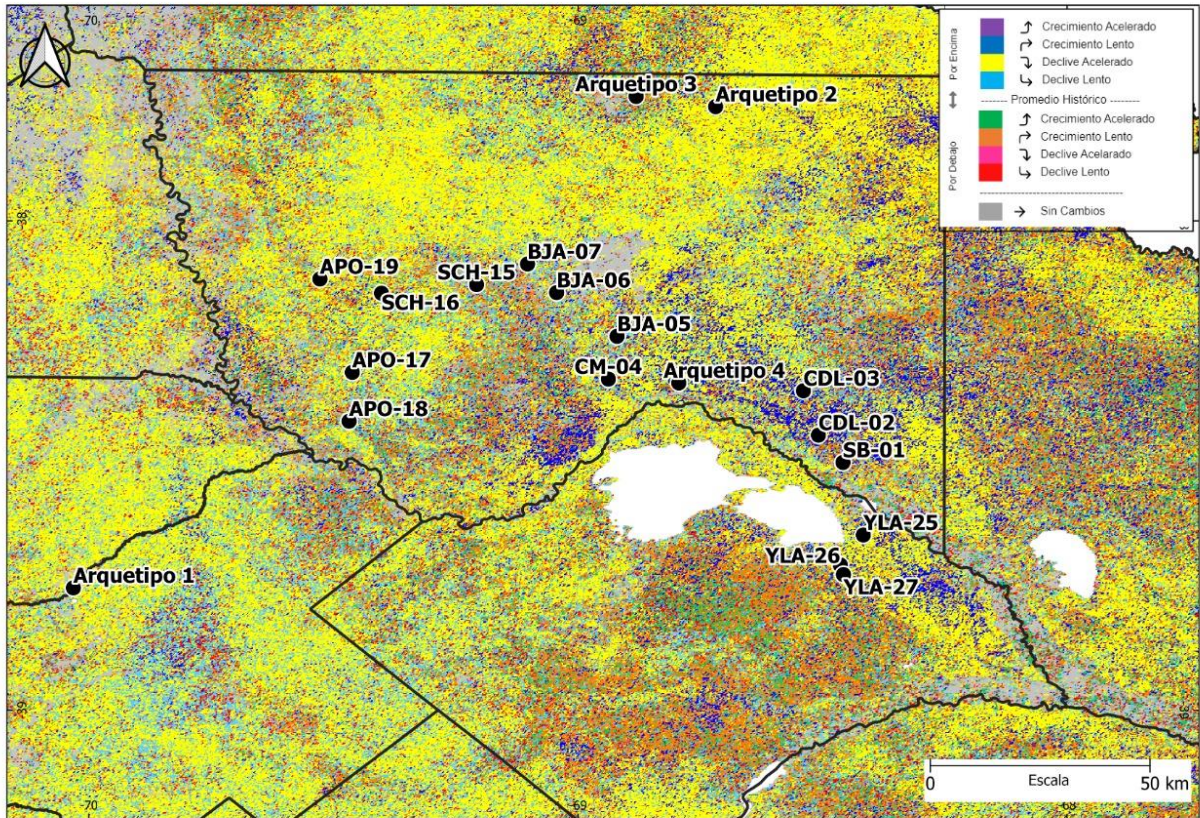 70
69
Arquetipo 3
Arquetipo 2
Por Encima
Crecimiento Acelerado
Crecimiento Lento
Declive Acelerado
Declive Lento
------- Promedio Histórico --------
Por Debajo
Crecimiento Acelerado
Crecimiento Lento
Declive Acelarado
Declive Lento
Sin Cambios
38
BJA-07
APO-19
SCH-15
SCH-16
BJA-06
BJA-05
APO-17
CM-04
Arquetipo 4
CDL-03
APO-18
CDL-02
SB-01
YLA-25
YLA-26
YLA-27
Arquetipo 1
39
39
0
Escala
50 km
70
69
68